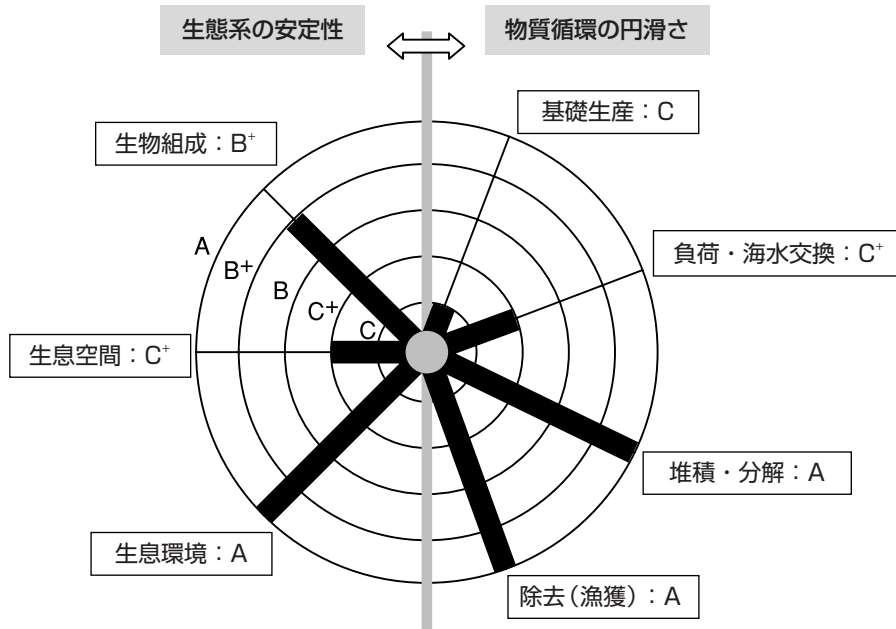 生態系の安定性
物質循環の円滑さ
基礎生産：C
生物組成：B⁺
負荷・海水交換：C⁺
A
B⁺
B
C⁺
C
生息空間：C⁺
堆積・分解：A
生息環境：A
除去（漁獲）：A